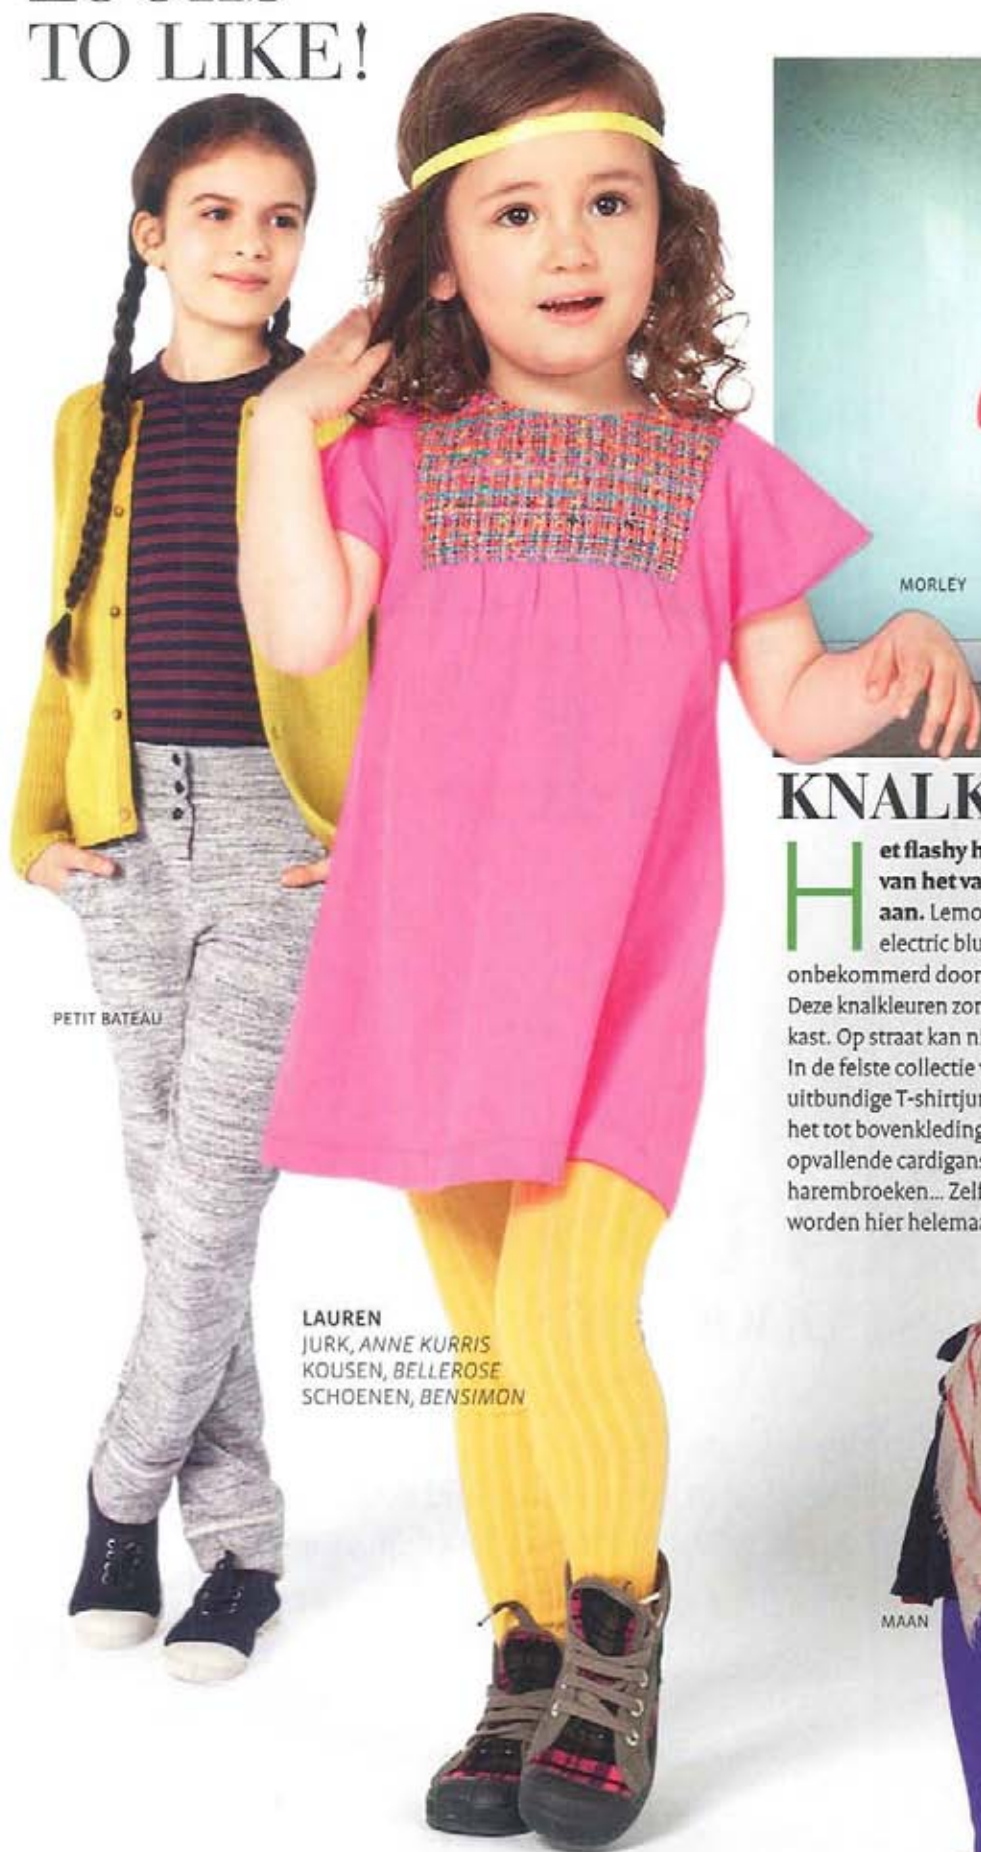 TO LIKE!
MORLEY
KNALK
Het flashy h
van het va
aan. Lemo
electric blu
onbekommerd door
Deze knalkleuren zor
kast. Op straat kan n
In de felste collectie
uitbundige T-shirtjur
het tot bovenkleding
opvallende cardigans
harembroeken... Zelf
worden hier helemaa
PETIT BATEAU
LAUREN
JURK, ANNE KURRIS
KOUSEN, BELLEROSE
SCHOENEN, BENSIMON
MAAN